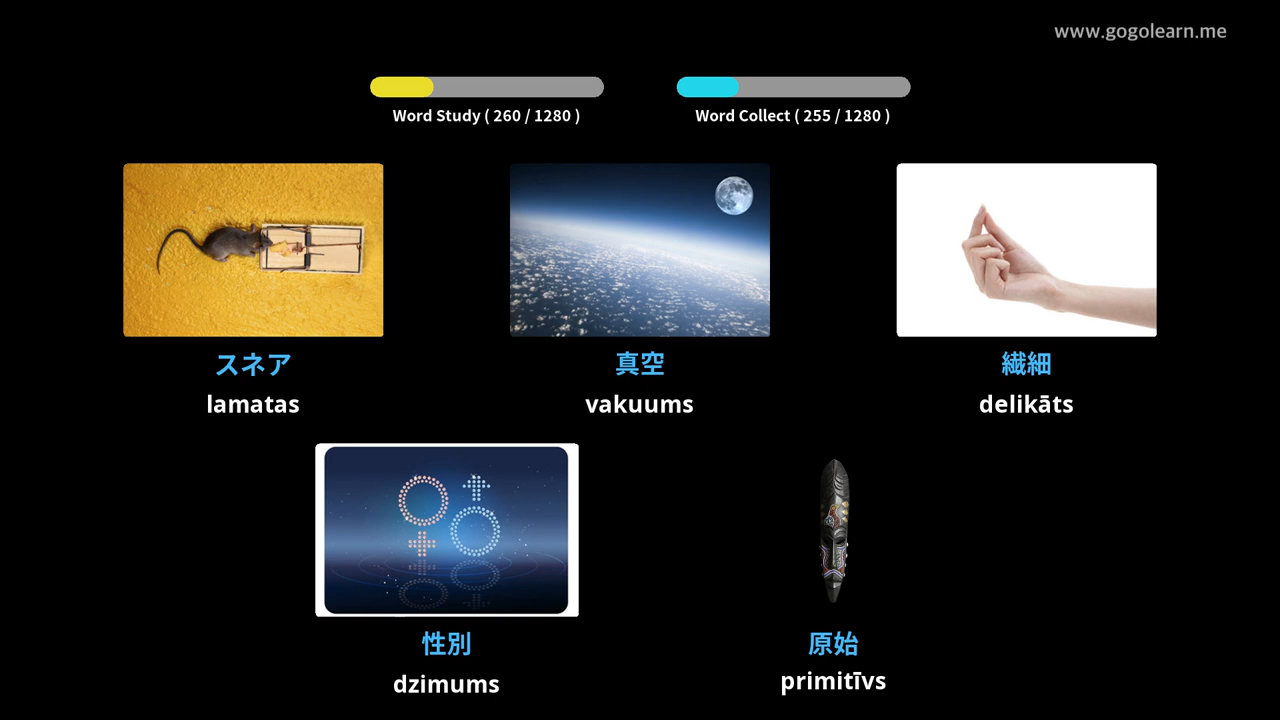 www.gogolearn.me
Word Study ( 260 / 1280 )
Word Collect ( 255 / 1280 )
スネア
真空
繊細
lamatas
vakuums
delikāts
性別
原始
dzimums
primitīvs